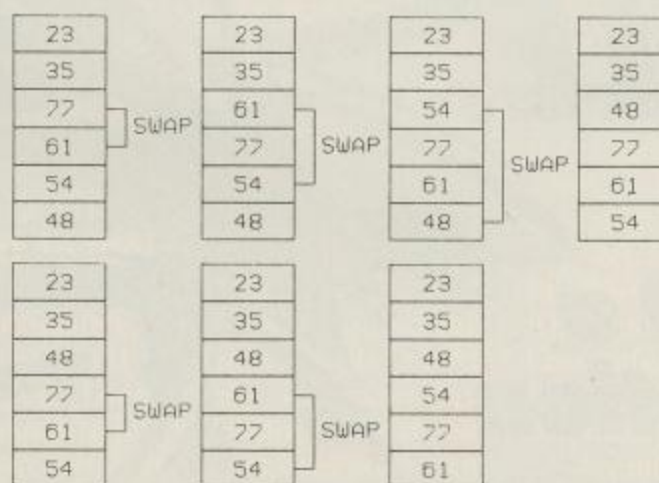 23 23 23 23
35 35 35 35
77 61 54 48
SWAP
61 77 77 77
SWAP
SWAP
54 54 61 61
48 48 48 54
23 23 23
35 35 35
48 48 48
77 61 54
SWAP
61 77 77
SWAP
54 54 61